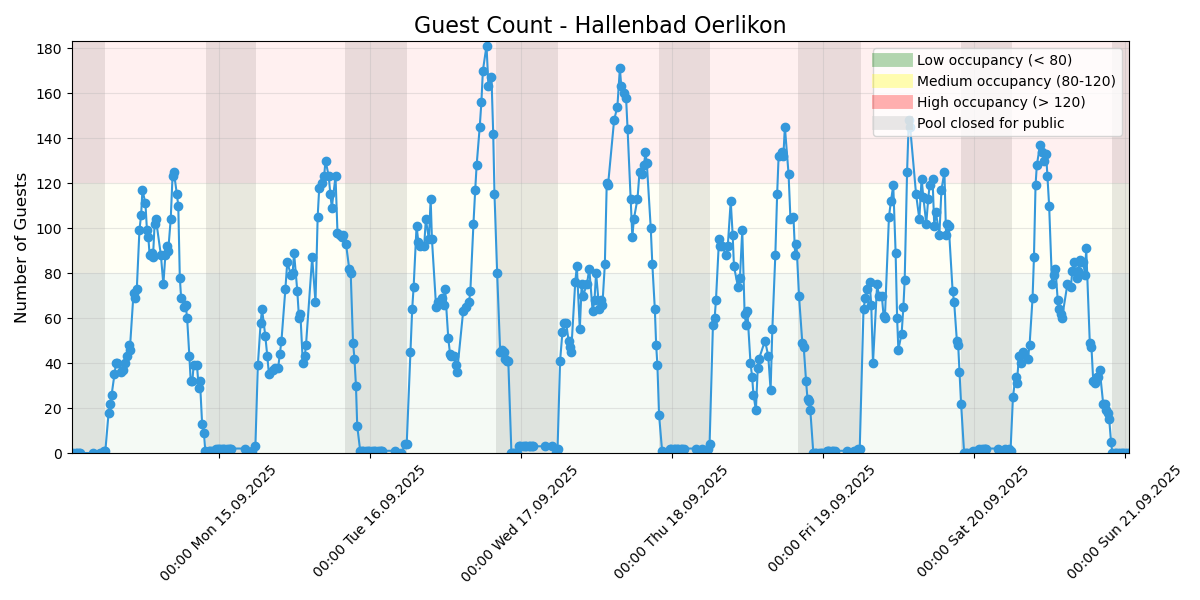 Guest Count - Hallenbad Oerlikon
Number of Guests
180
160
140
120
100
80
60
40
20
0
Low occupancy (< 80)
Medium occupancy (80-120)
High occupancy (> 120)
Pool closed for public
00:00 Mon 15.09.2025
00:00 Tue 16.09.2025
00:00 Wed 17.09.2025
00:00 Thu 18.09.2025
00:00 Fri 19.09.2025
00:00 Sat 20.09.2025
00:00 Sun 21.09.2025